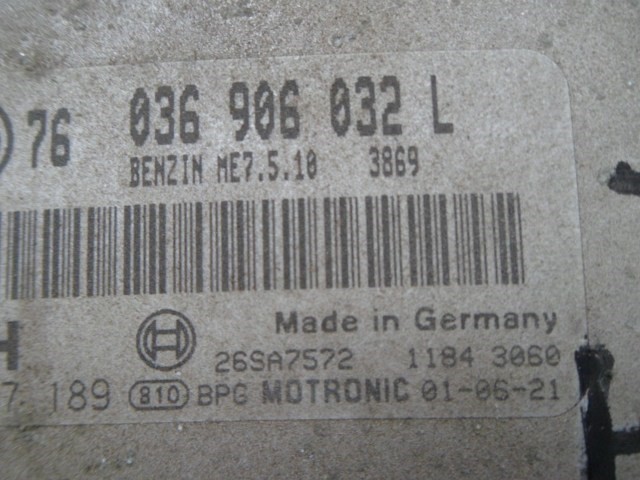 76 036 906 032 L
BENZIN ME7.5.10 3869
Made in Germany
H 26SA7572 1184 3060
7 189 810 BPG MOTRONIC 01-06-21